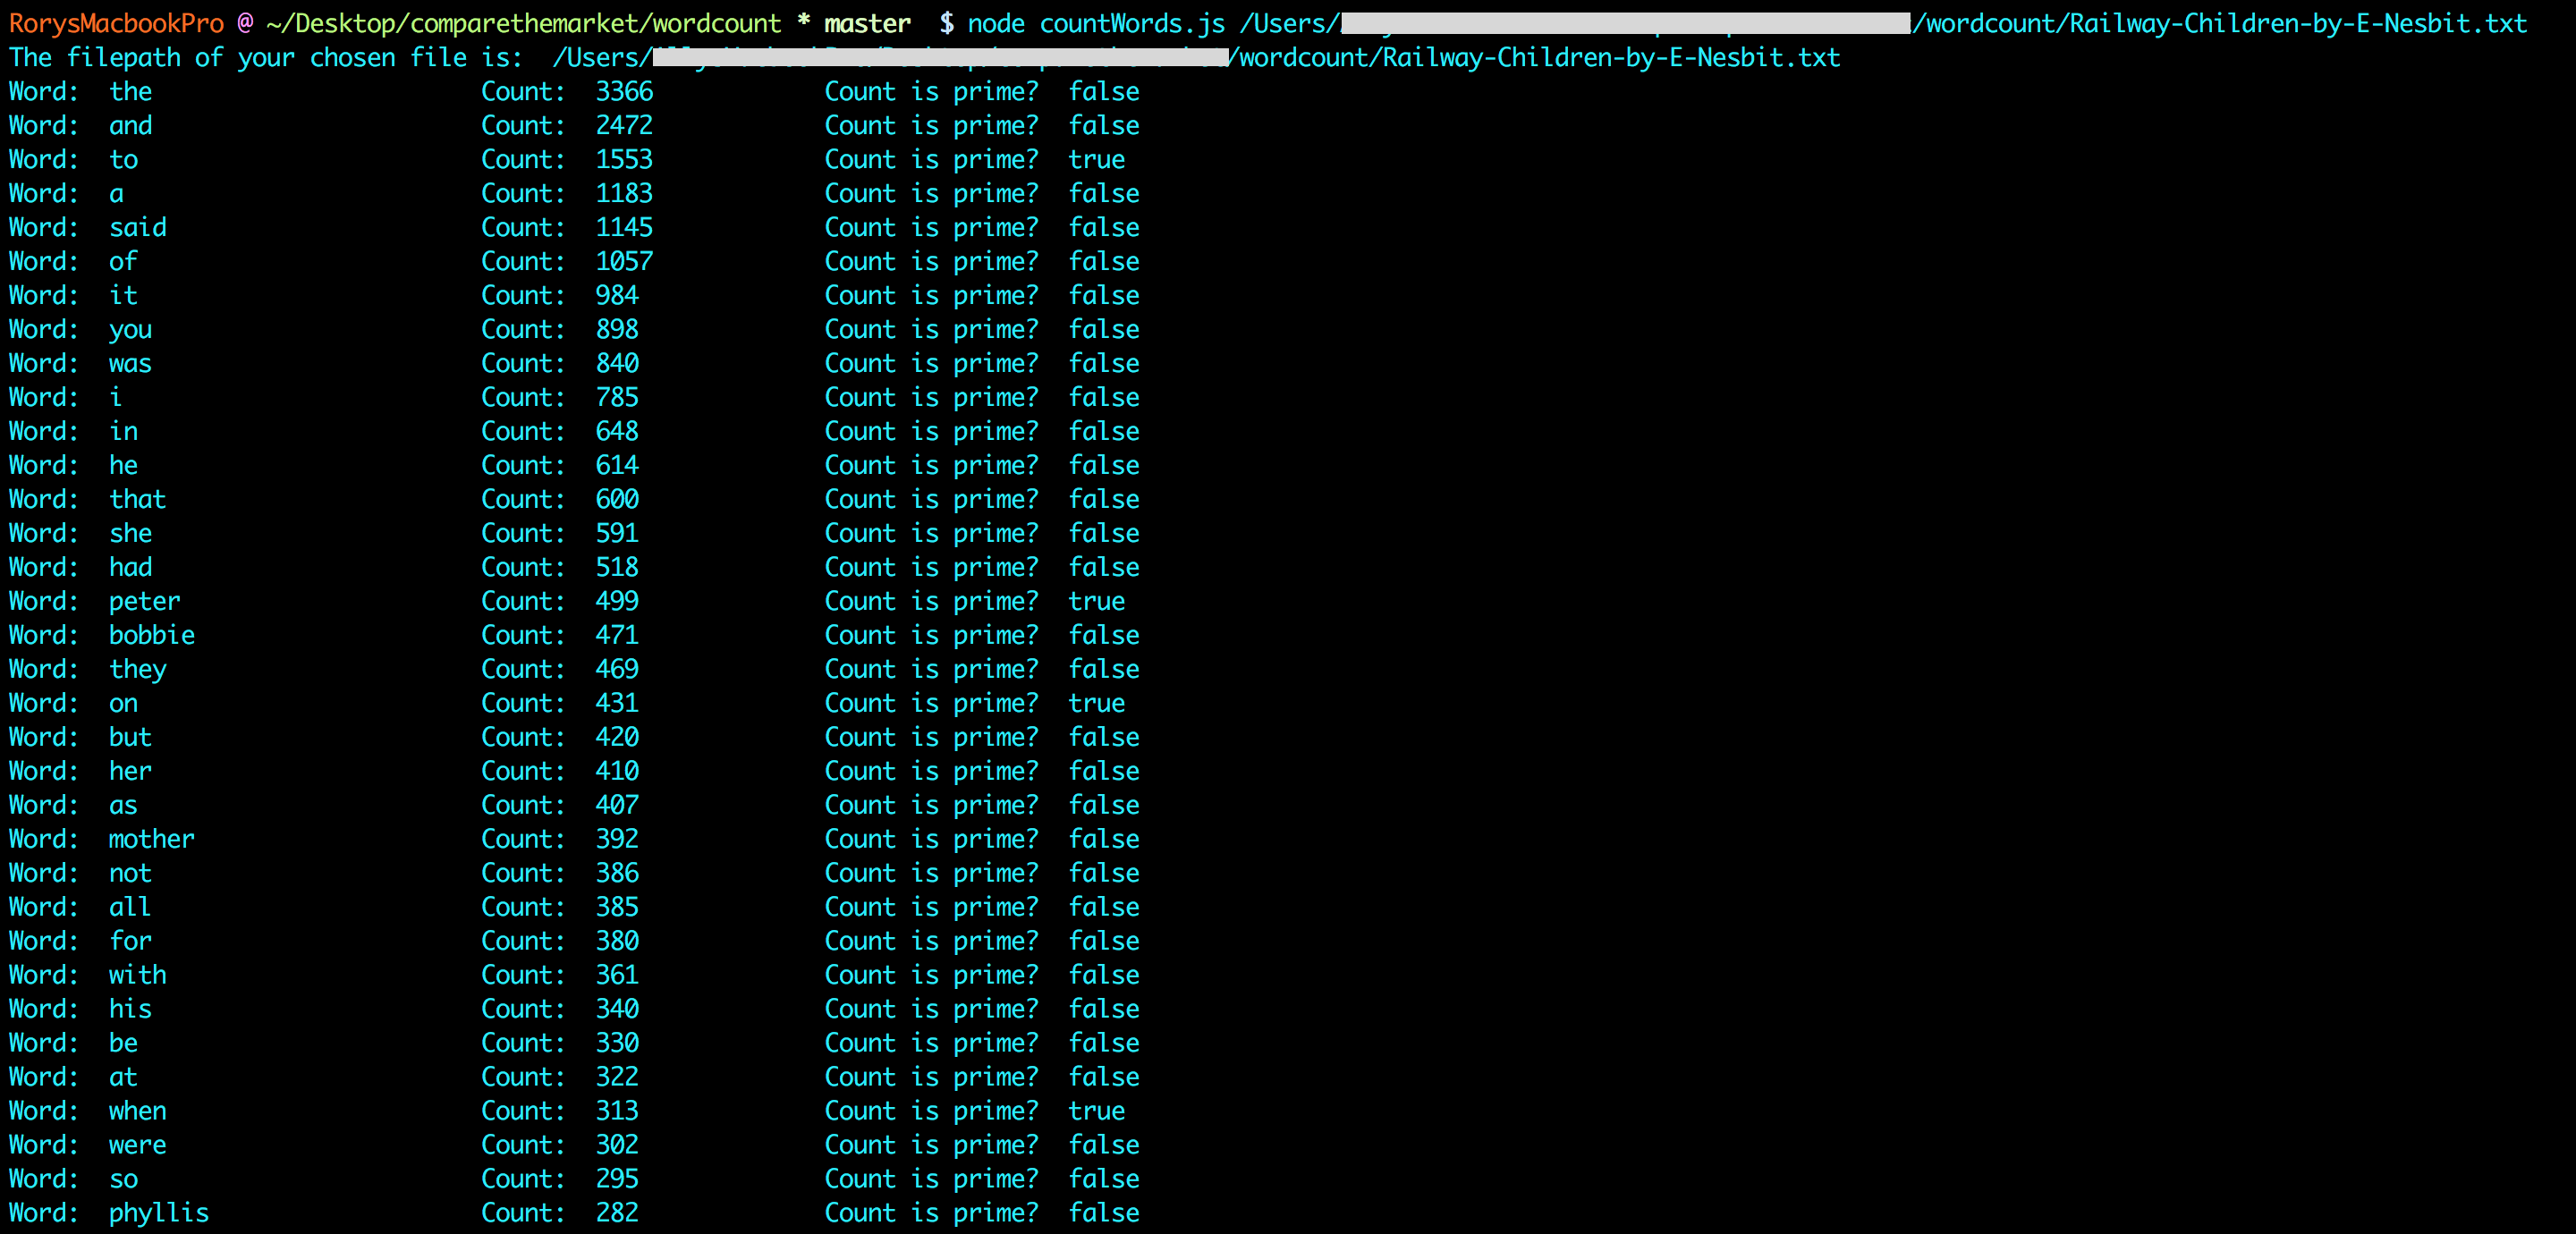 RorysMacbookPro @ ~/Desktop/comparethemarket/wordcount * master $ node countWords.js /Users/ /wordcount/Railway-Children-by-E-Nesbit.txt
The filepath of your chosen file is: /Users/ /wordcount/Railway-Children-by-E-Nesbit.txt
Word: the Count: 3366 Count is prime? false
Word: and Count: 2472 Count is prime? false
Word: to Count: 1553 Count is prime? true
Word: a Count: 1183 Count is prime? false
Word: said Count: 1145 Count is prime? false
Word: of Count: 1057 Count is prime? false
Word: it Count: 984 Count is prime? false
Word: you Count: 898 Count is prime? false
Word: was Count: 840 Count is prime? false
Word: i Count: 785 Count is prime? false
Word: in Count: 648 Count is prime? false
Word: he Count: 614 Count is prime? false
Word: that Count: 600 Count is prime? false
Word: she Count: 591 Count is prime? false
Word: had Count: 518 Count is prime? false
Word: peter Count: 499 Count is prime? true
Word: bobbie Count: 471 Count is prime? false
Word: they Count: 469 Count is prime? false
Word: on Count: 431 Count is prime? true
Word: but Count: 420 Count is prime? false
Word: her Count: 410 Count is prime? false
Word: as Count: 407 Count is prime? false
Word: mother Count: 392 Count is prime? false
Word: not Count: 386 Count is prime? false
Word: all Count: 385 Count is prime? false
Word: for Count: 380 Count is prime? false
Word: with Count: 361 Count is prime? false
Word: his Count: 340 Count is prime? false
Word: be Count: 330 Count is prime? false
Word: at Count: 322 Count is prime? false
Word: when Count: 313 Count is prime? true
Word: were Count: 302 Count is prime? false
Word: so Count: 295 Count is prime? false
Word: phyllis Count: 282 Count is prime? false